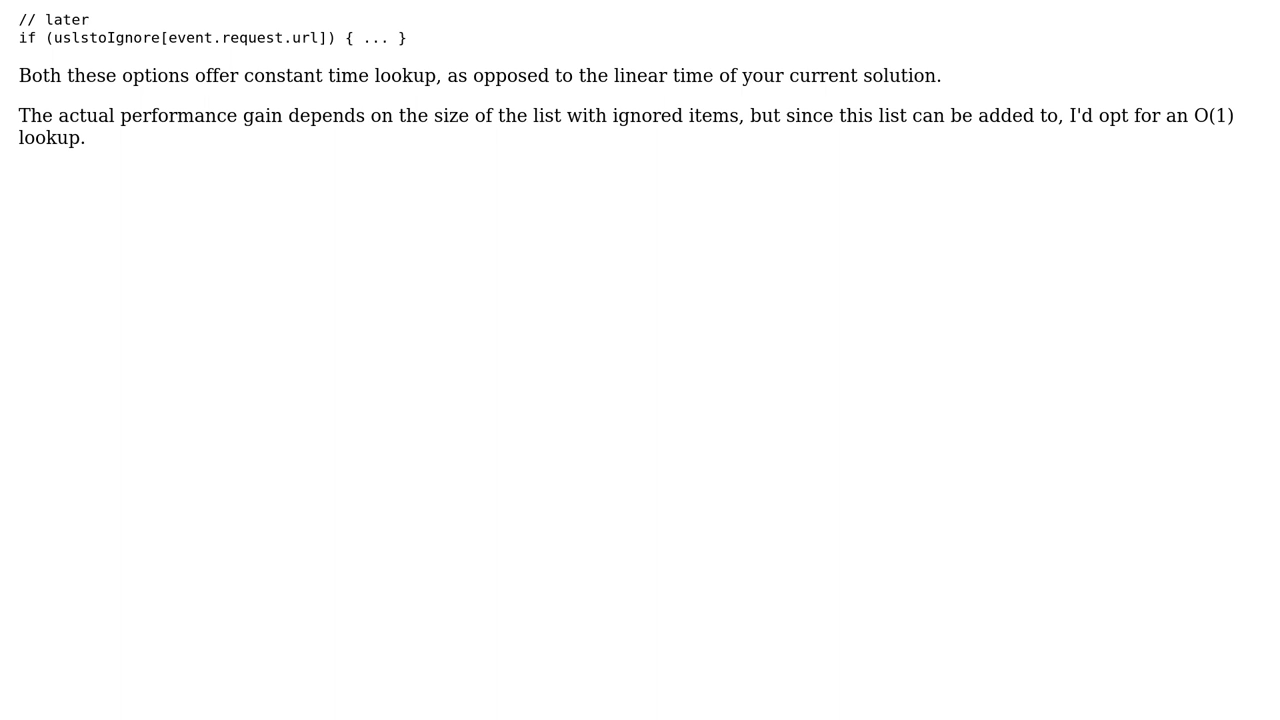 // later
if (uslstoIgnore[event.request.url]) { ... }
Both these options offer constant time lookup, as opposed to the linear time of your current solution.
The actual performance gain depends on the size of the list with ignored items, but since this list can be added to, I'd opt for an O(1)
lookup.